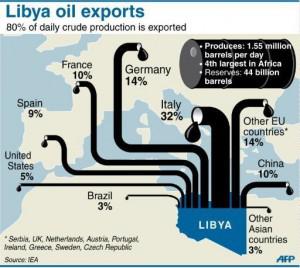 Libya oil exports
80% of daily crude production is exported
• Produces: 1.55 million
barrels per day
• 4th largest in Africa
• Reserves: 44 billion
barrels
France
10%
Germany
14%
Spain
9%
Italy
32%
Other EU
countries*
14%
United
States
5%
China
10%
Brazil
3%
LIBYA
Other
Asian
countries
3%
* Serbia, UK, Netherlands, Austria, Portugal,
Ireland, Greece, Sweden, Czech Republic
Source: IEA
AFP